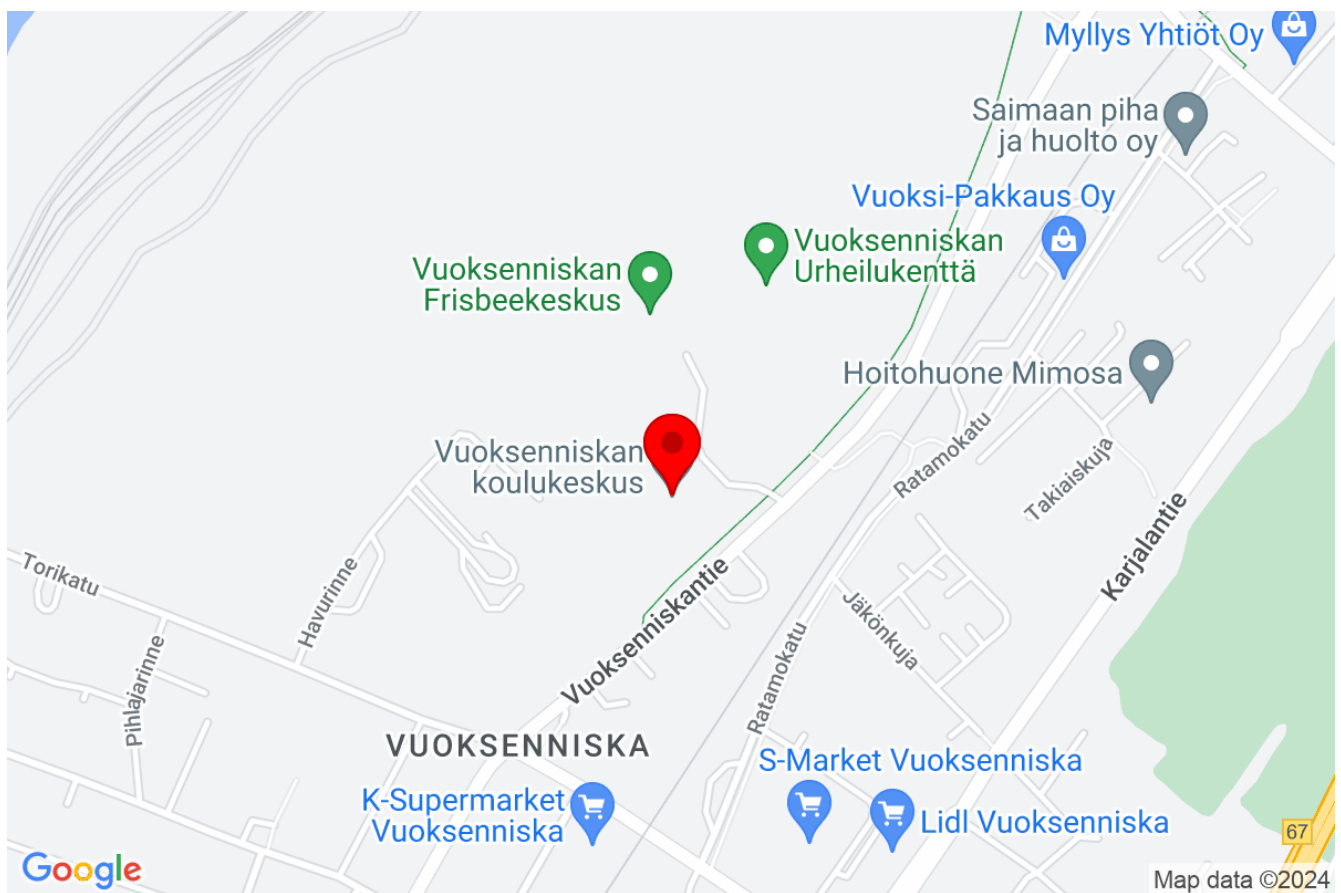 Myllys Yhtiöt Oy
Saimaan piha
ja huolto oy
Vuoksi-Pakkaus Oy
Vuoksenniskan
Urheilukenttä
Vuoksenniskan
Frisbeekeskus
Hoitohuone Mimosa
Vuoksenniskan
koulukeskus
Ratamokatu
Takiaiskuja
Karjalantie
Torikatu
Havurinne
Vuoksenniskantie
Jäkönkuja
Pihlajarinne
Ratamokatu
VUOKSENNISKA
S-Market Vuoksenniska
K-Supermarket
Vuoksenniska
Lidl Vuoksenniska
67
Google
Map data ©2024